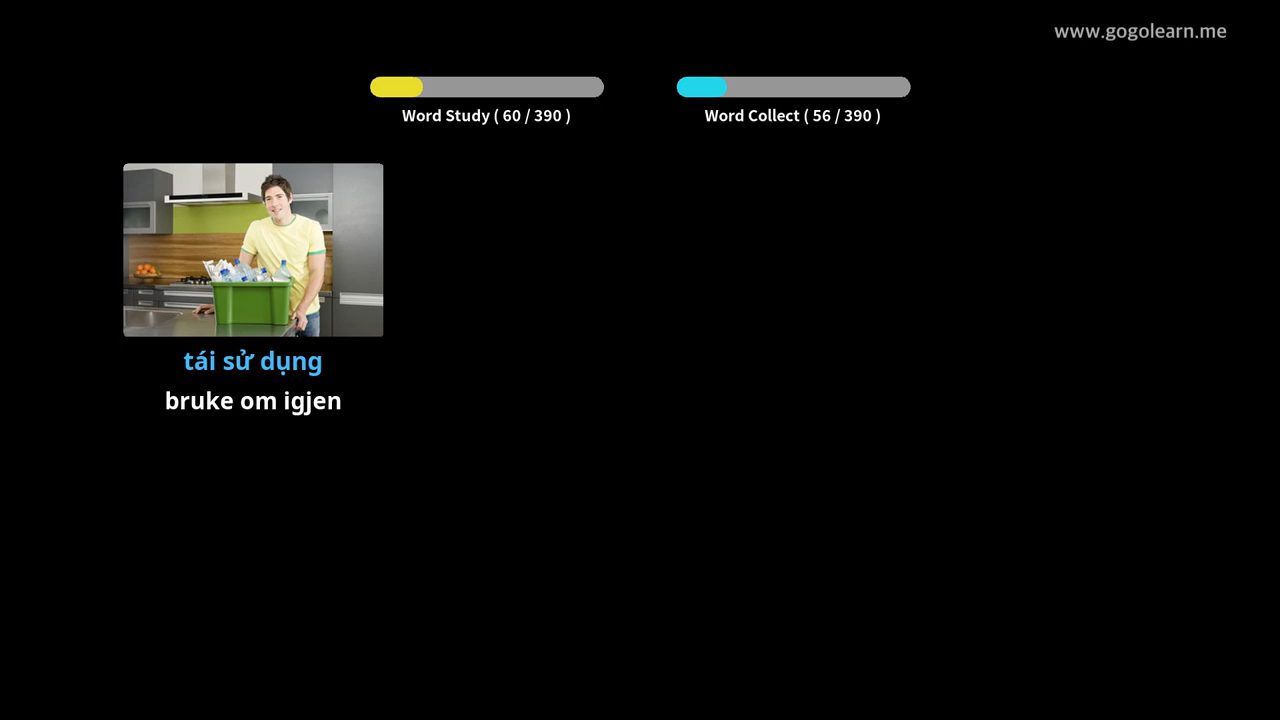 www.gogolearn.me
Word Study ( 60 / 390 )
Word Collect ( 56 / 390 )
tái sử dụng
bruke om igjen